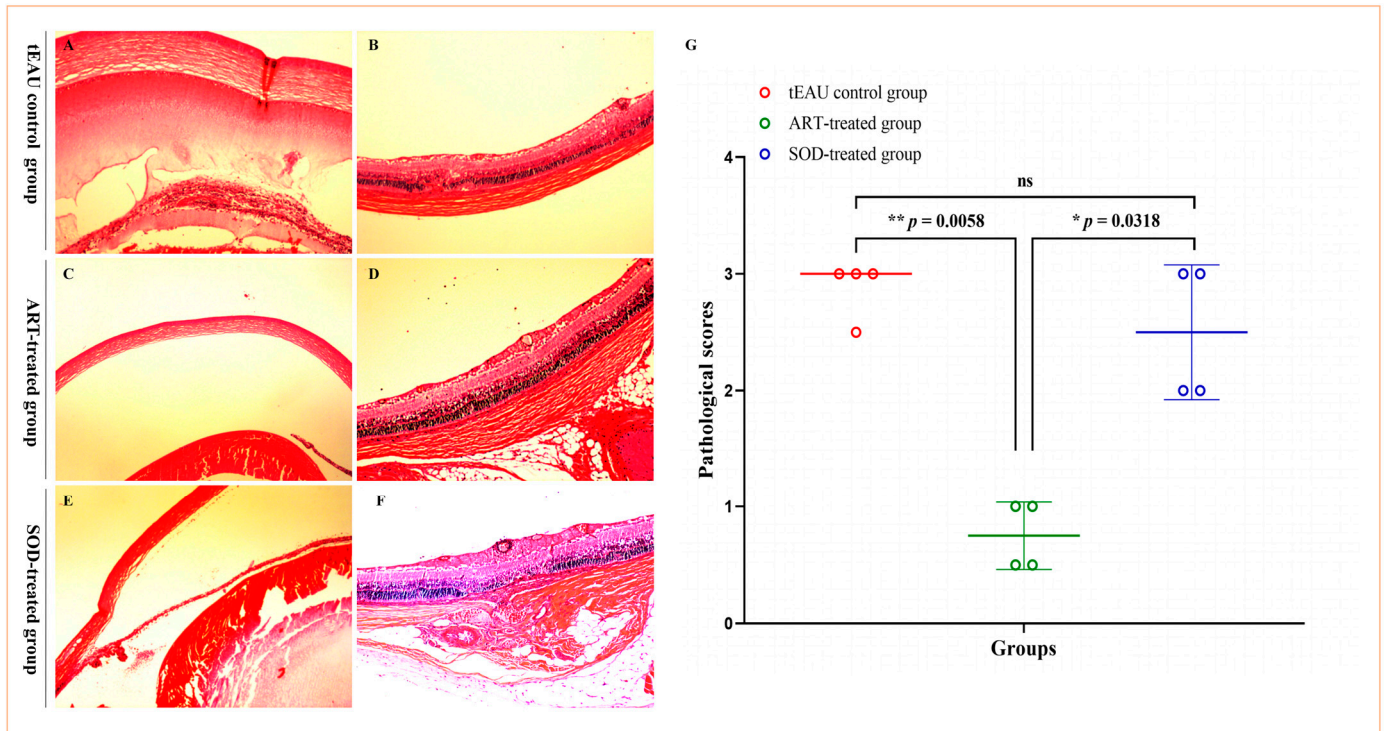 tEAU control group
A
B
ART-treated group
C
D
SOD-treated group
E
F
G
tEAU control group
ART-treated group
SOD-treated group
ns
** p = 0.0058
* p = 0.0318
Pathological scores
4
3
2
1
0
Groups